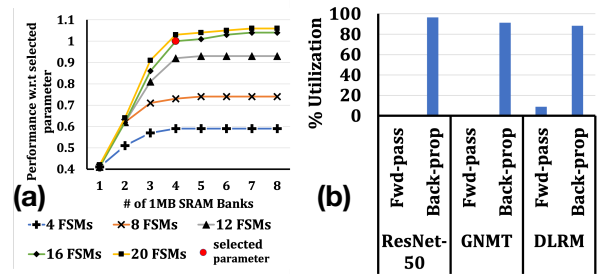 (a)
Performance w.r.t selected
parameter
1.1
1
0.9
0.8
0.7
0.6
0.5
0.4
1 2 3 4 5 6 7 8
# of 1MB SRAM Banks
4 FSMs 8 FSMs 12 FSMs
16 FSMs 20 FSMs selected
parameter
(b)
% Utilization
100
80
60
40
20
0
Fwd-pass
Back-prop
Fwd-pass
Back-prop
Fwd-pass
Back-prop
ResNet-
50
GNMT
DLRM